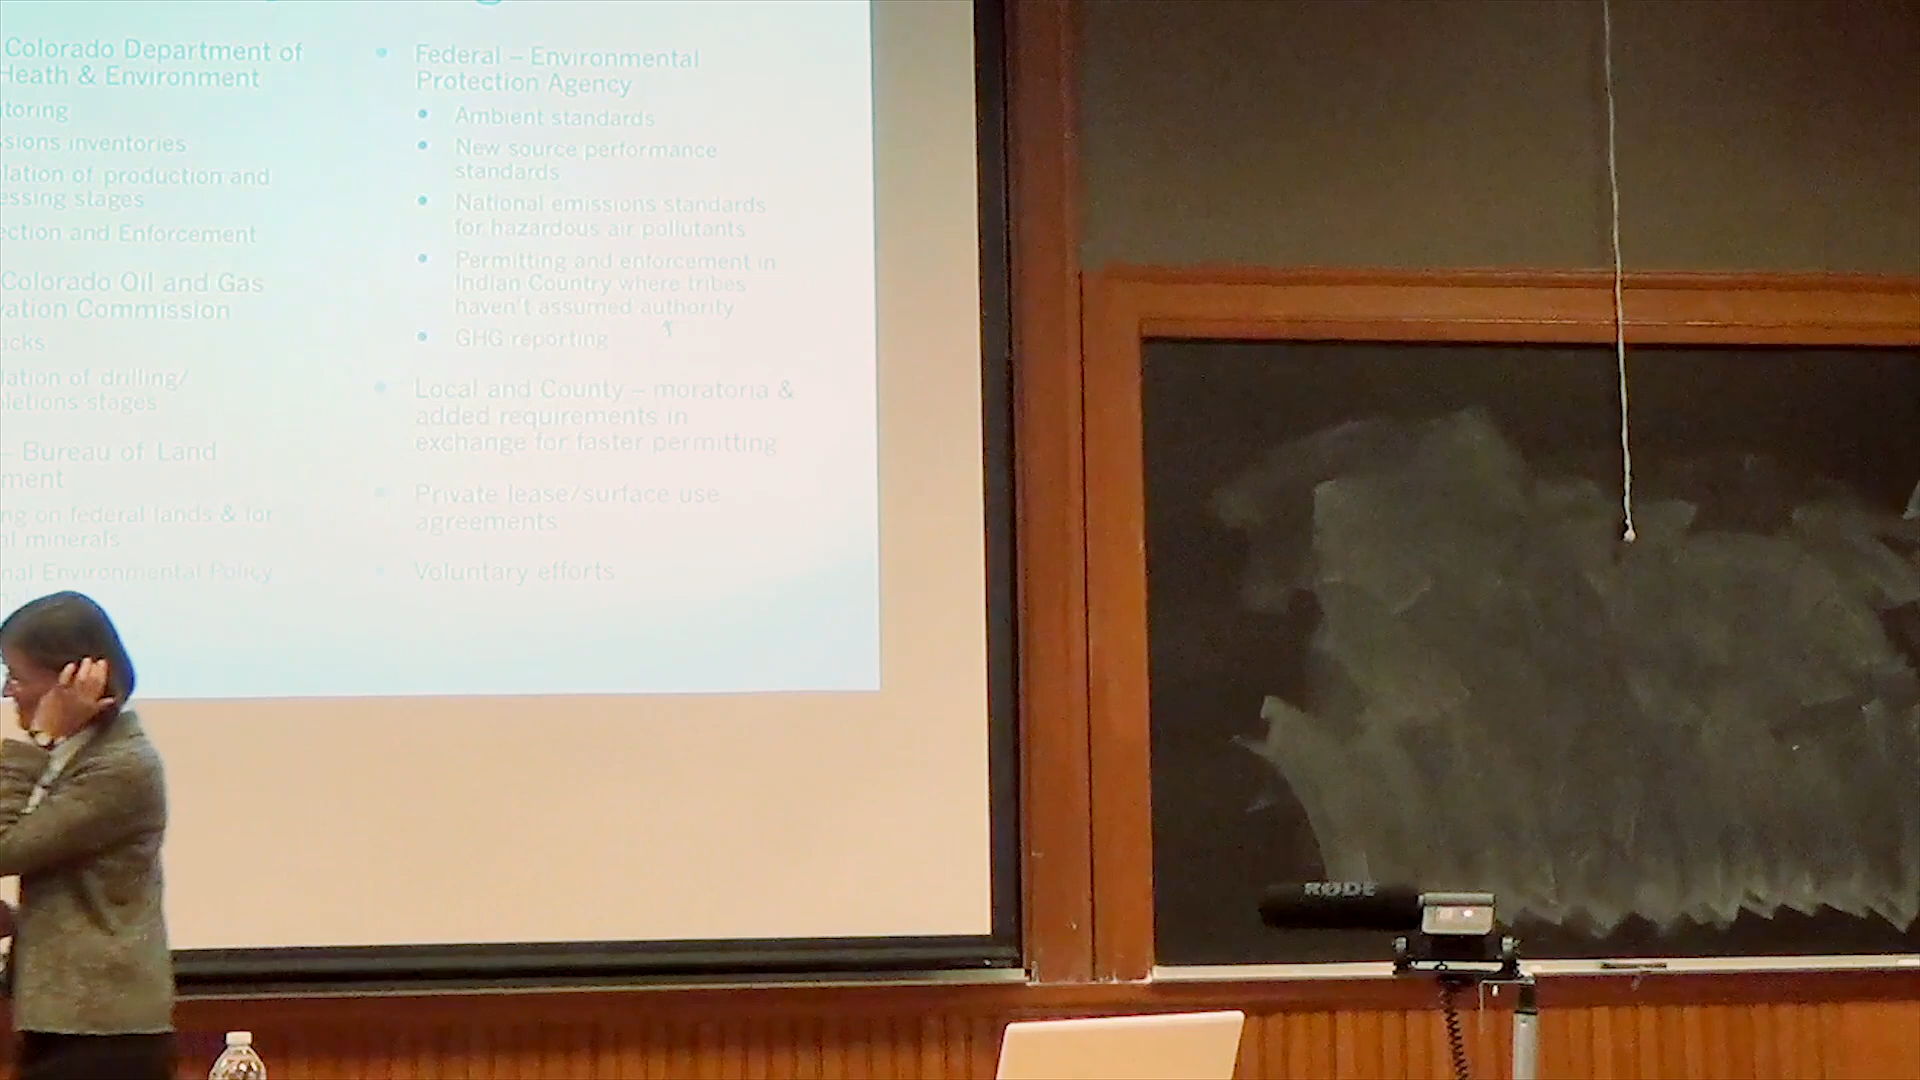 Colorado Department of
Heath & Environment
toring
sions inventories
lation of production and
essing stages
ection and Enforcement
Colorado Oil and Gas
vation Commission
acks
lation of drilling/
letions stages
– Bureau of Land
ment
ng on federal lands & for
al minerals
nal Environmental Policy
Federal – Environmental
Protection Agency
Ambient standards
New source performance
standards
National emissions standards
for hazardous air pollutants
Permitting and enforcement in
Indian Country where tribes
haven't assumed authority
GHG reporting
Local and County – moratoria &
added requirements in
exchange for faster permitting
Private lease/surface use
agreements
Voluntary efforts
RØDE